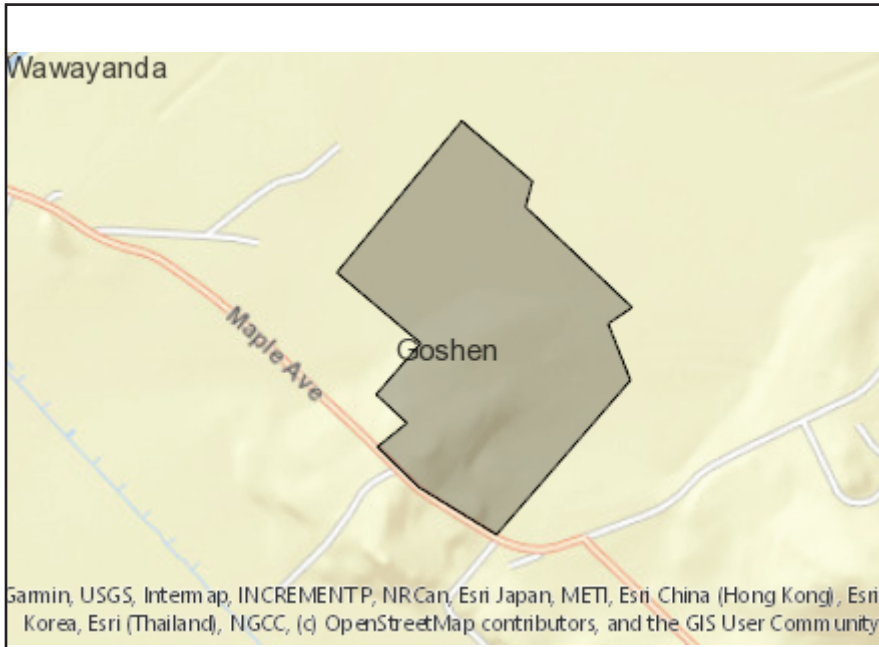 Wawayanda
Maple Ave
Goshen
Garmin, USGS, Intermap, INCREMENT P, NRCan, Esri Japan, METI, Esri China (Hong Kong), Esri
Korea, Esri (Thailand), NGCC, (c) OpenStreetMap contributors, and the GIS User Community